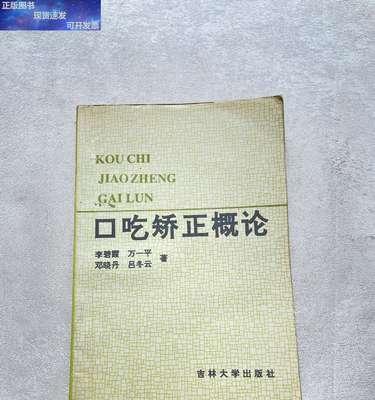 正版图书
现货速发
可开发票
KOU CHI
JIAO ZHENG
GAI LUN
口吃矫正概论
李碧霞 万一平
邓晓丹 吕冬云 著
吉林大学出版社